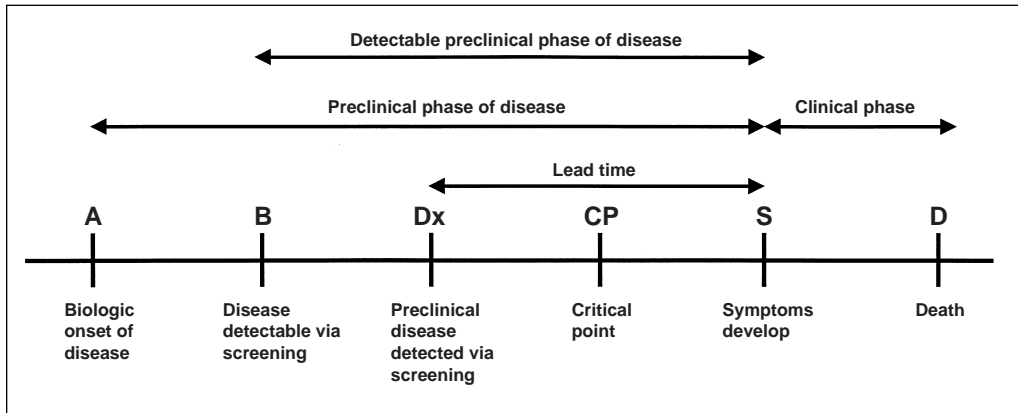 Detectable preclinical phase of disease
Preclinical phase of disease
Clinical phase
Lead time
A
B
Dx
CP
S
D
Biologic
onset of
disease
Disease
detectable via
screening
Preclinical
disease
detected via
screening
Critical
point
Symptoms
develop
Death